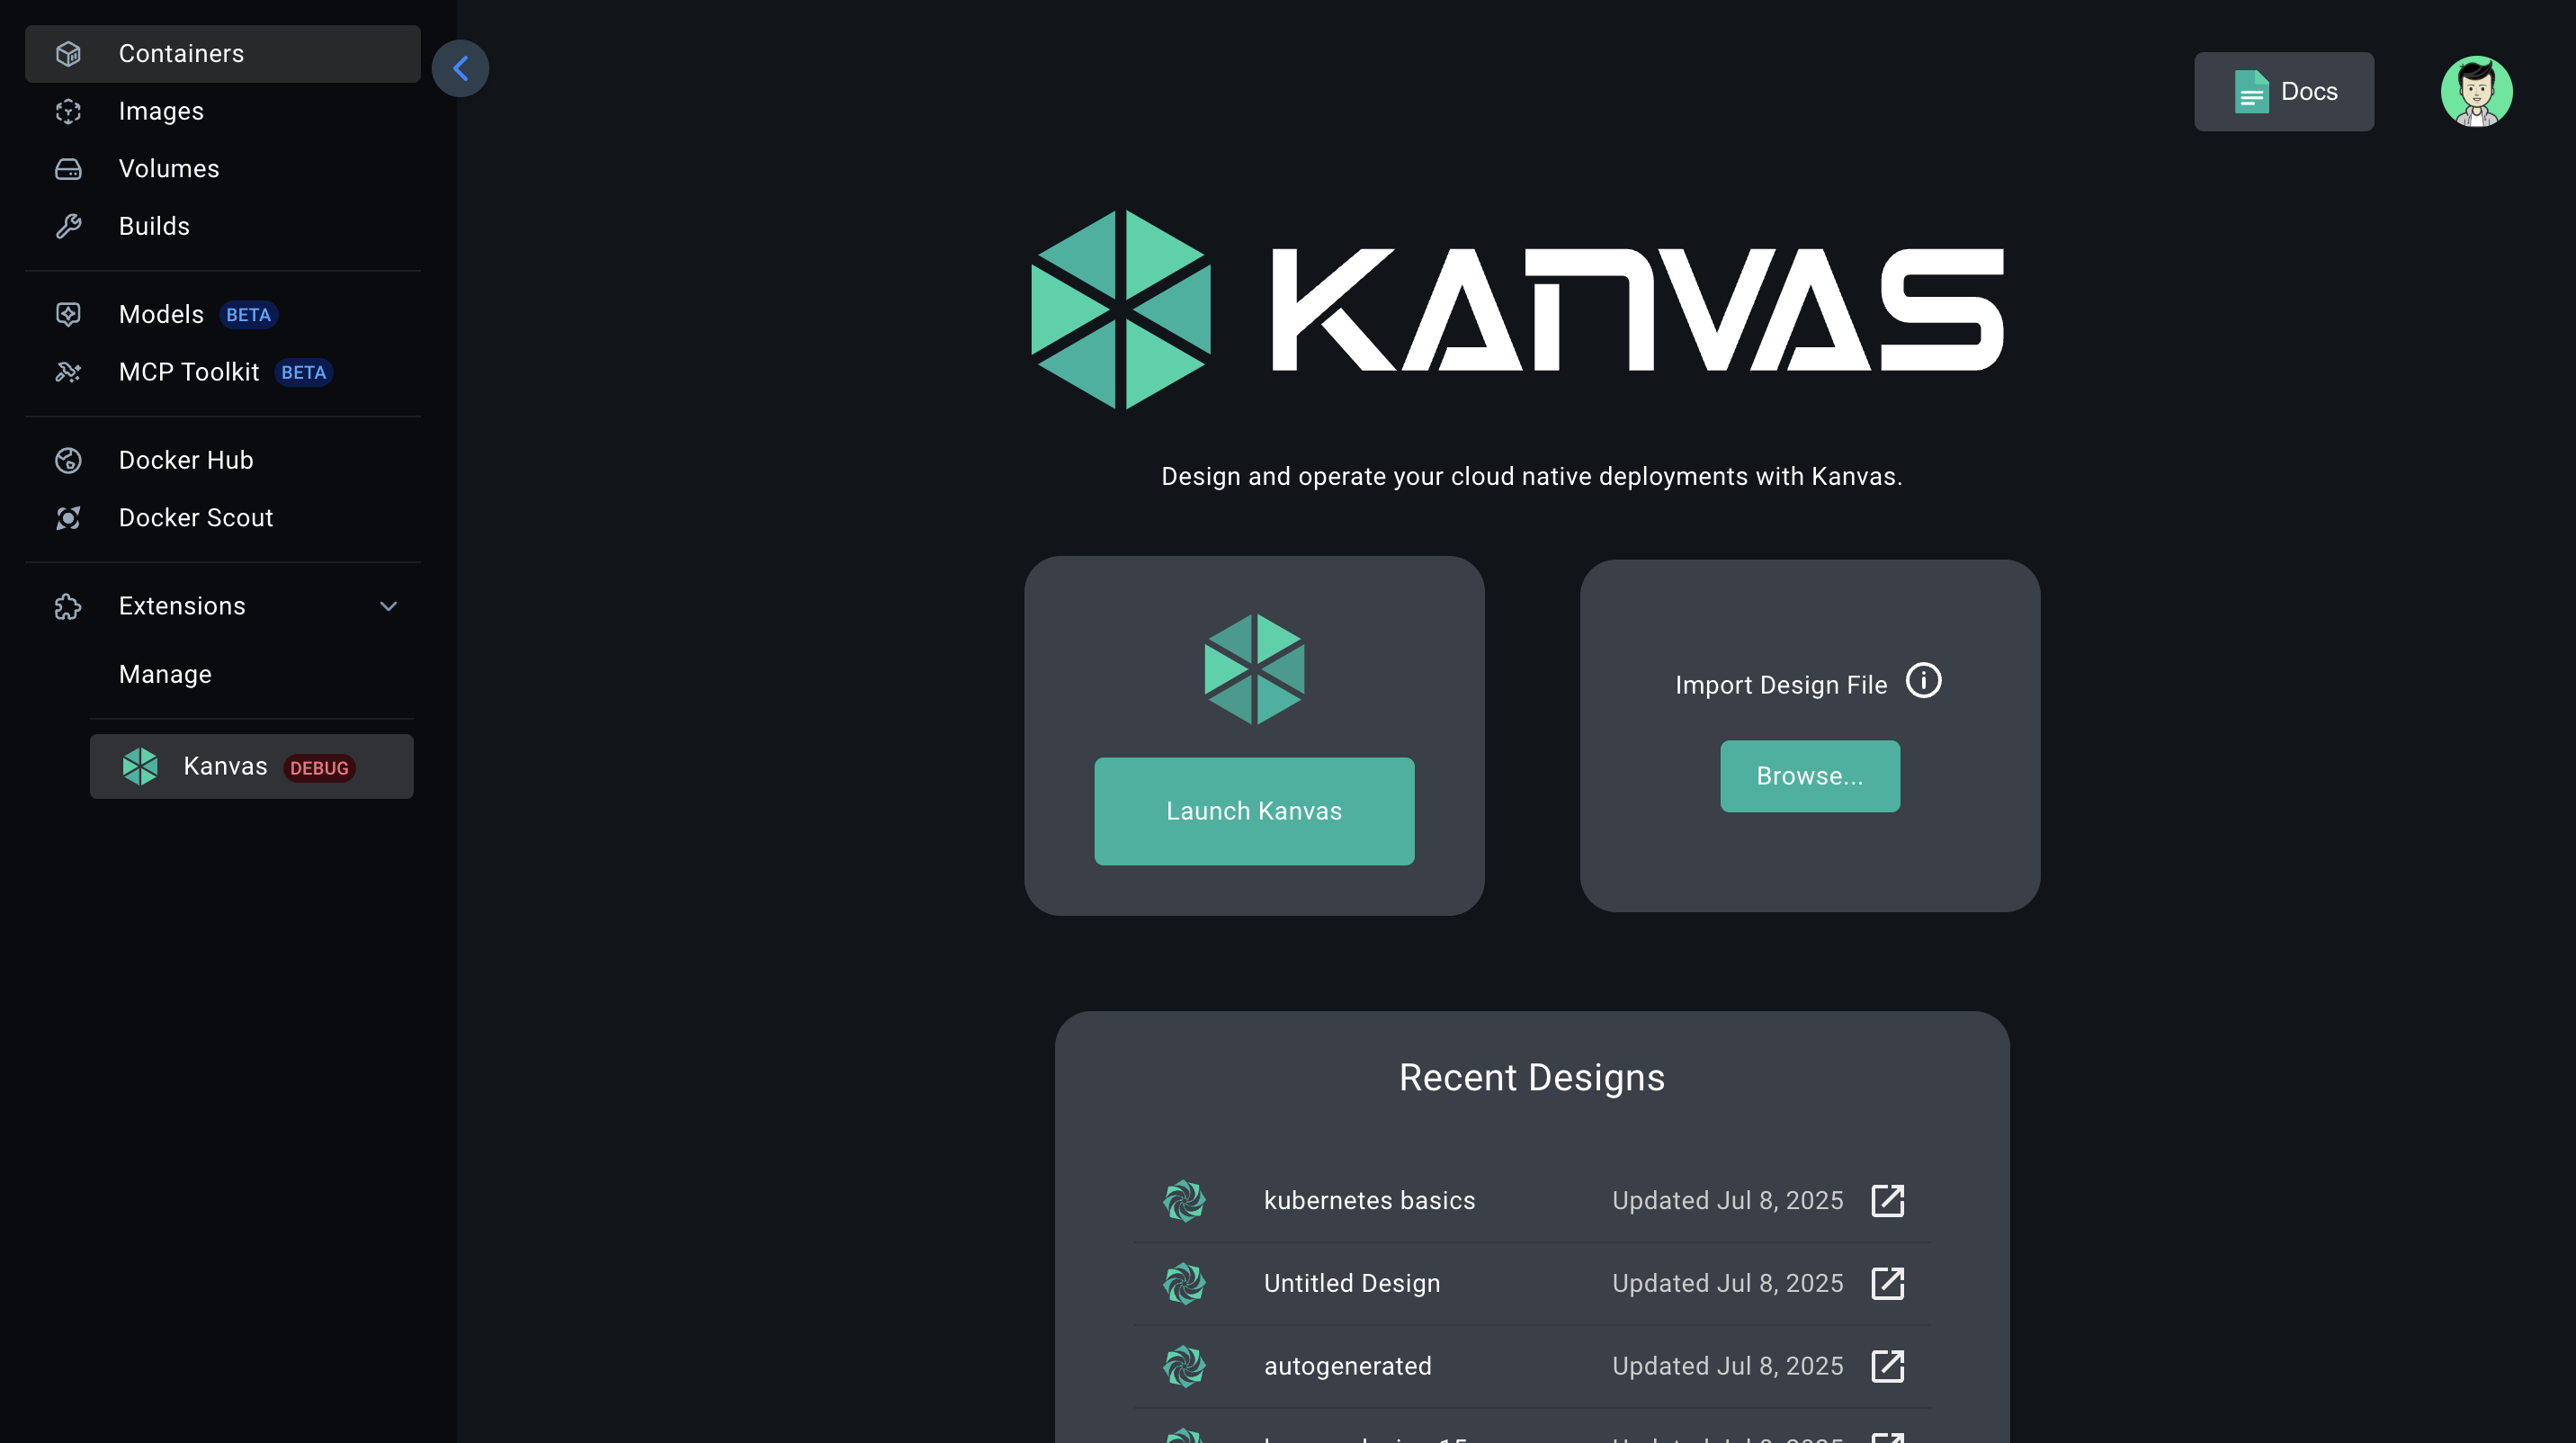 Containers
Images
Volumes
Builds
Models BETA
MCP Toolkit BETA
Docker Hub
Docker Scout
Extensions
Manage
Kanvas DEBUG
Docs
KANVAS
Design and operate your cloud native deployments with Kanvas.
Launch Kanvas
Import Design File
Browse...
Recent Designs
kubernetes basics Updated Jul 8, 2025
Untitled Design Updated Jul 8, 2025
autogenerated Updated Jul 8, 2025